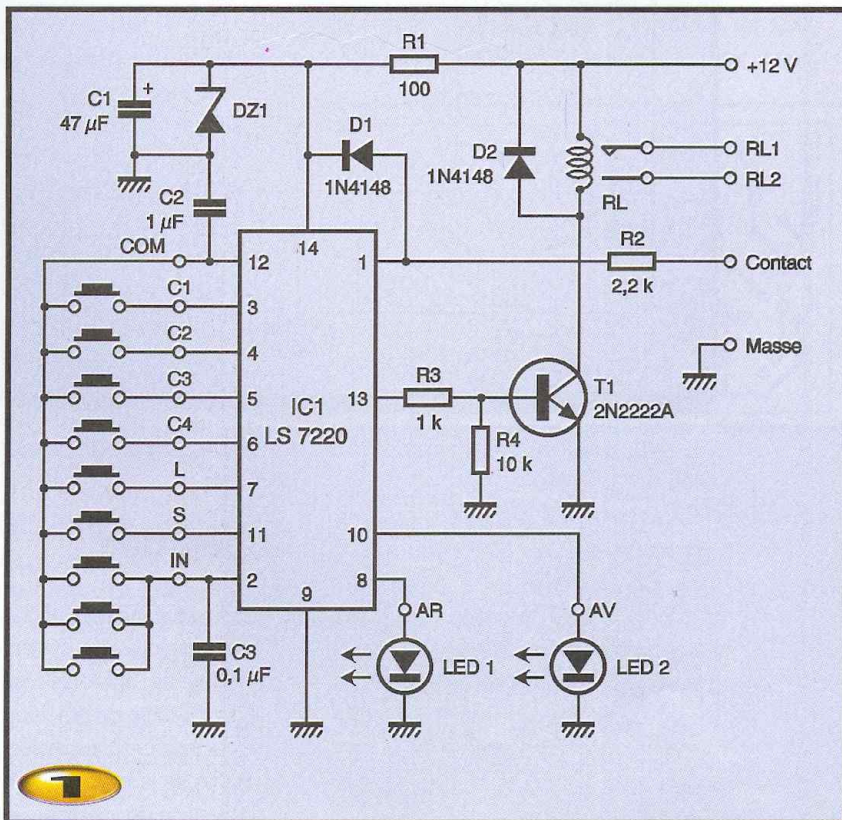 R1
100
+12 V
C1
+
47 µF
DZ1
D1
1N4148
D2
1N4148
RL1
RL2
RL
C2
1 µF
COM
12
14
1
R2
2,2 k
Contact
C1
3
C2
4
Masse
C3
5
IC1
LS 7220
13
R3
1 k
T1
2N2222A
C4
6
R4
10 k
L
7
S
11
10
IN
2
8
9
AR
AV
C3
0,1 µF
LED 1
LED 2
1